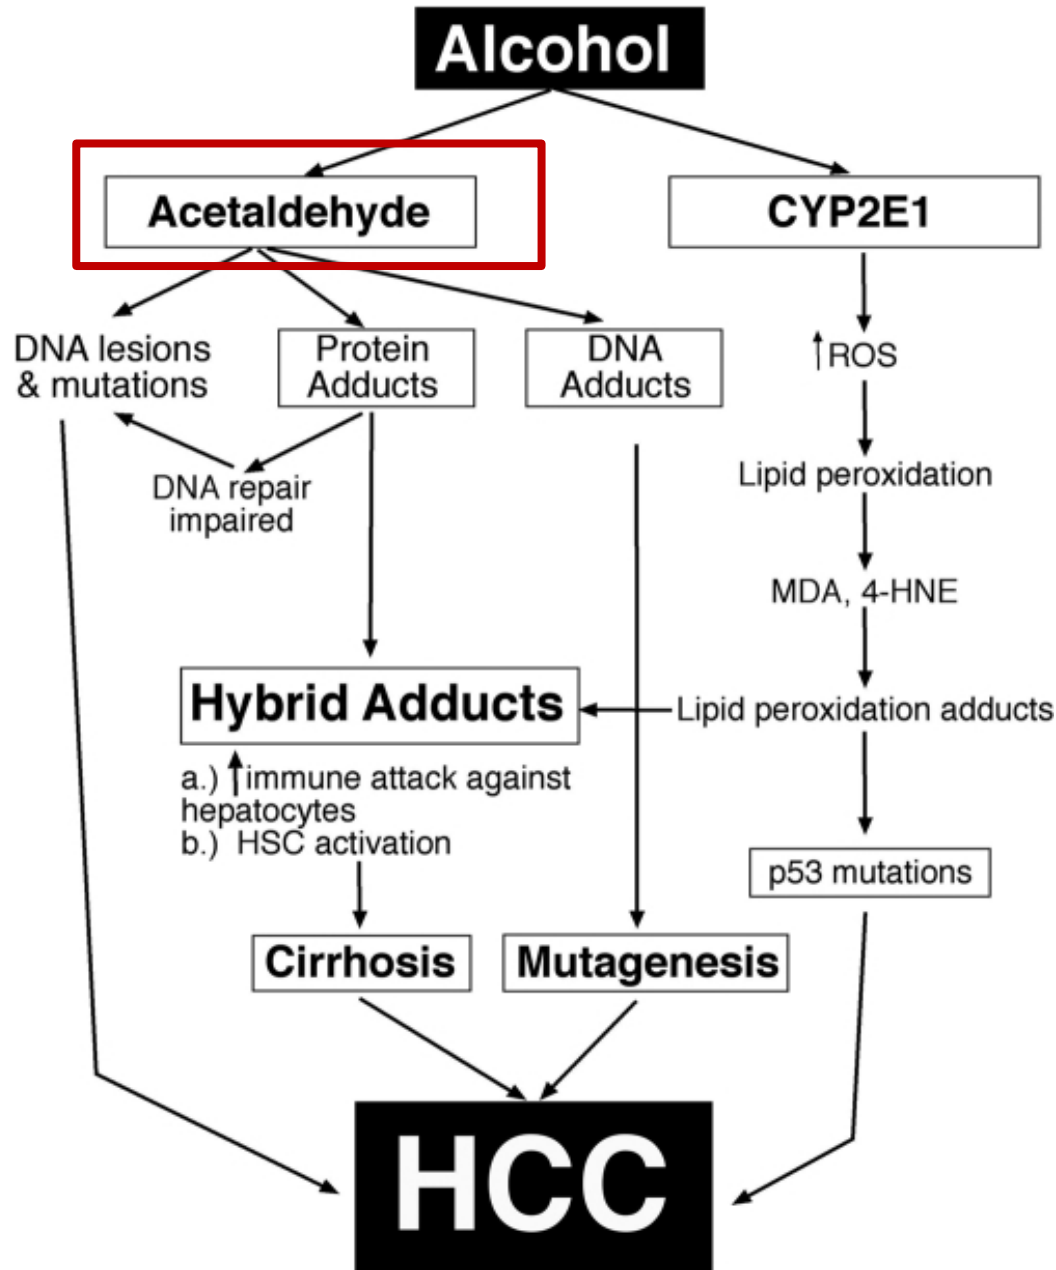 Alcohol
Acetaldehyde
CYP2E1
DNA lesions
& mutations
Protein
Adducts
DNA
Adducts
↑ROS
DNA repair
impaired
Lipid peroxidation
MDA, 4-HNE
Hybrid Adducts
Lipid peroxidation adducts
a.) ↑immune attack against
hepatocytes
b.) HSC activation
p53 mutations
Cirrhosis
Mutagenesis
HCC